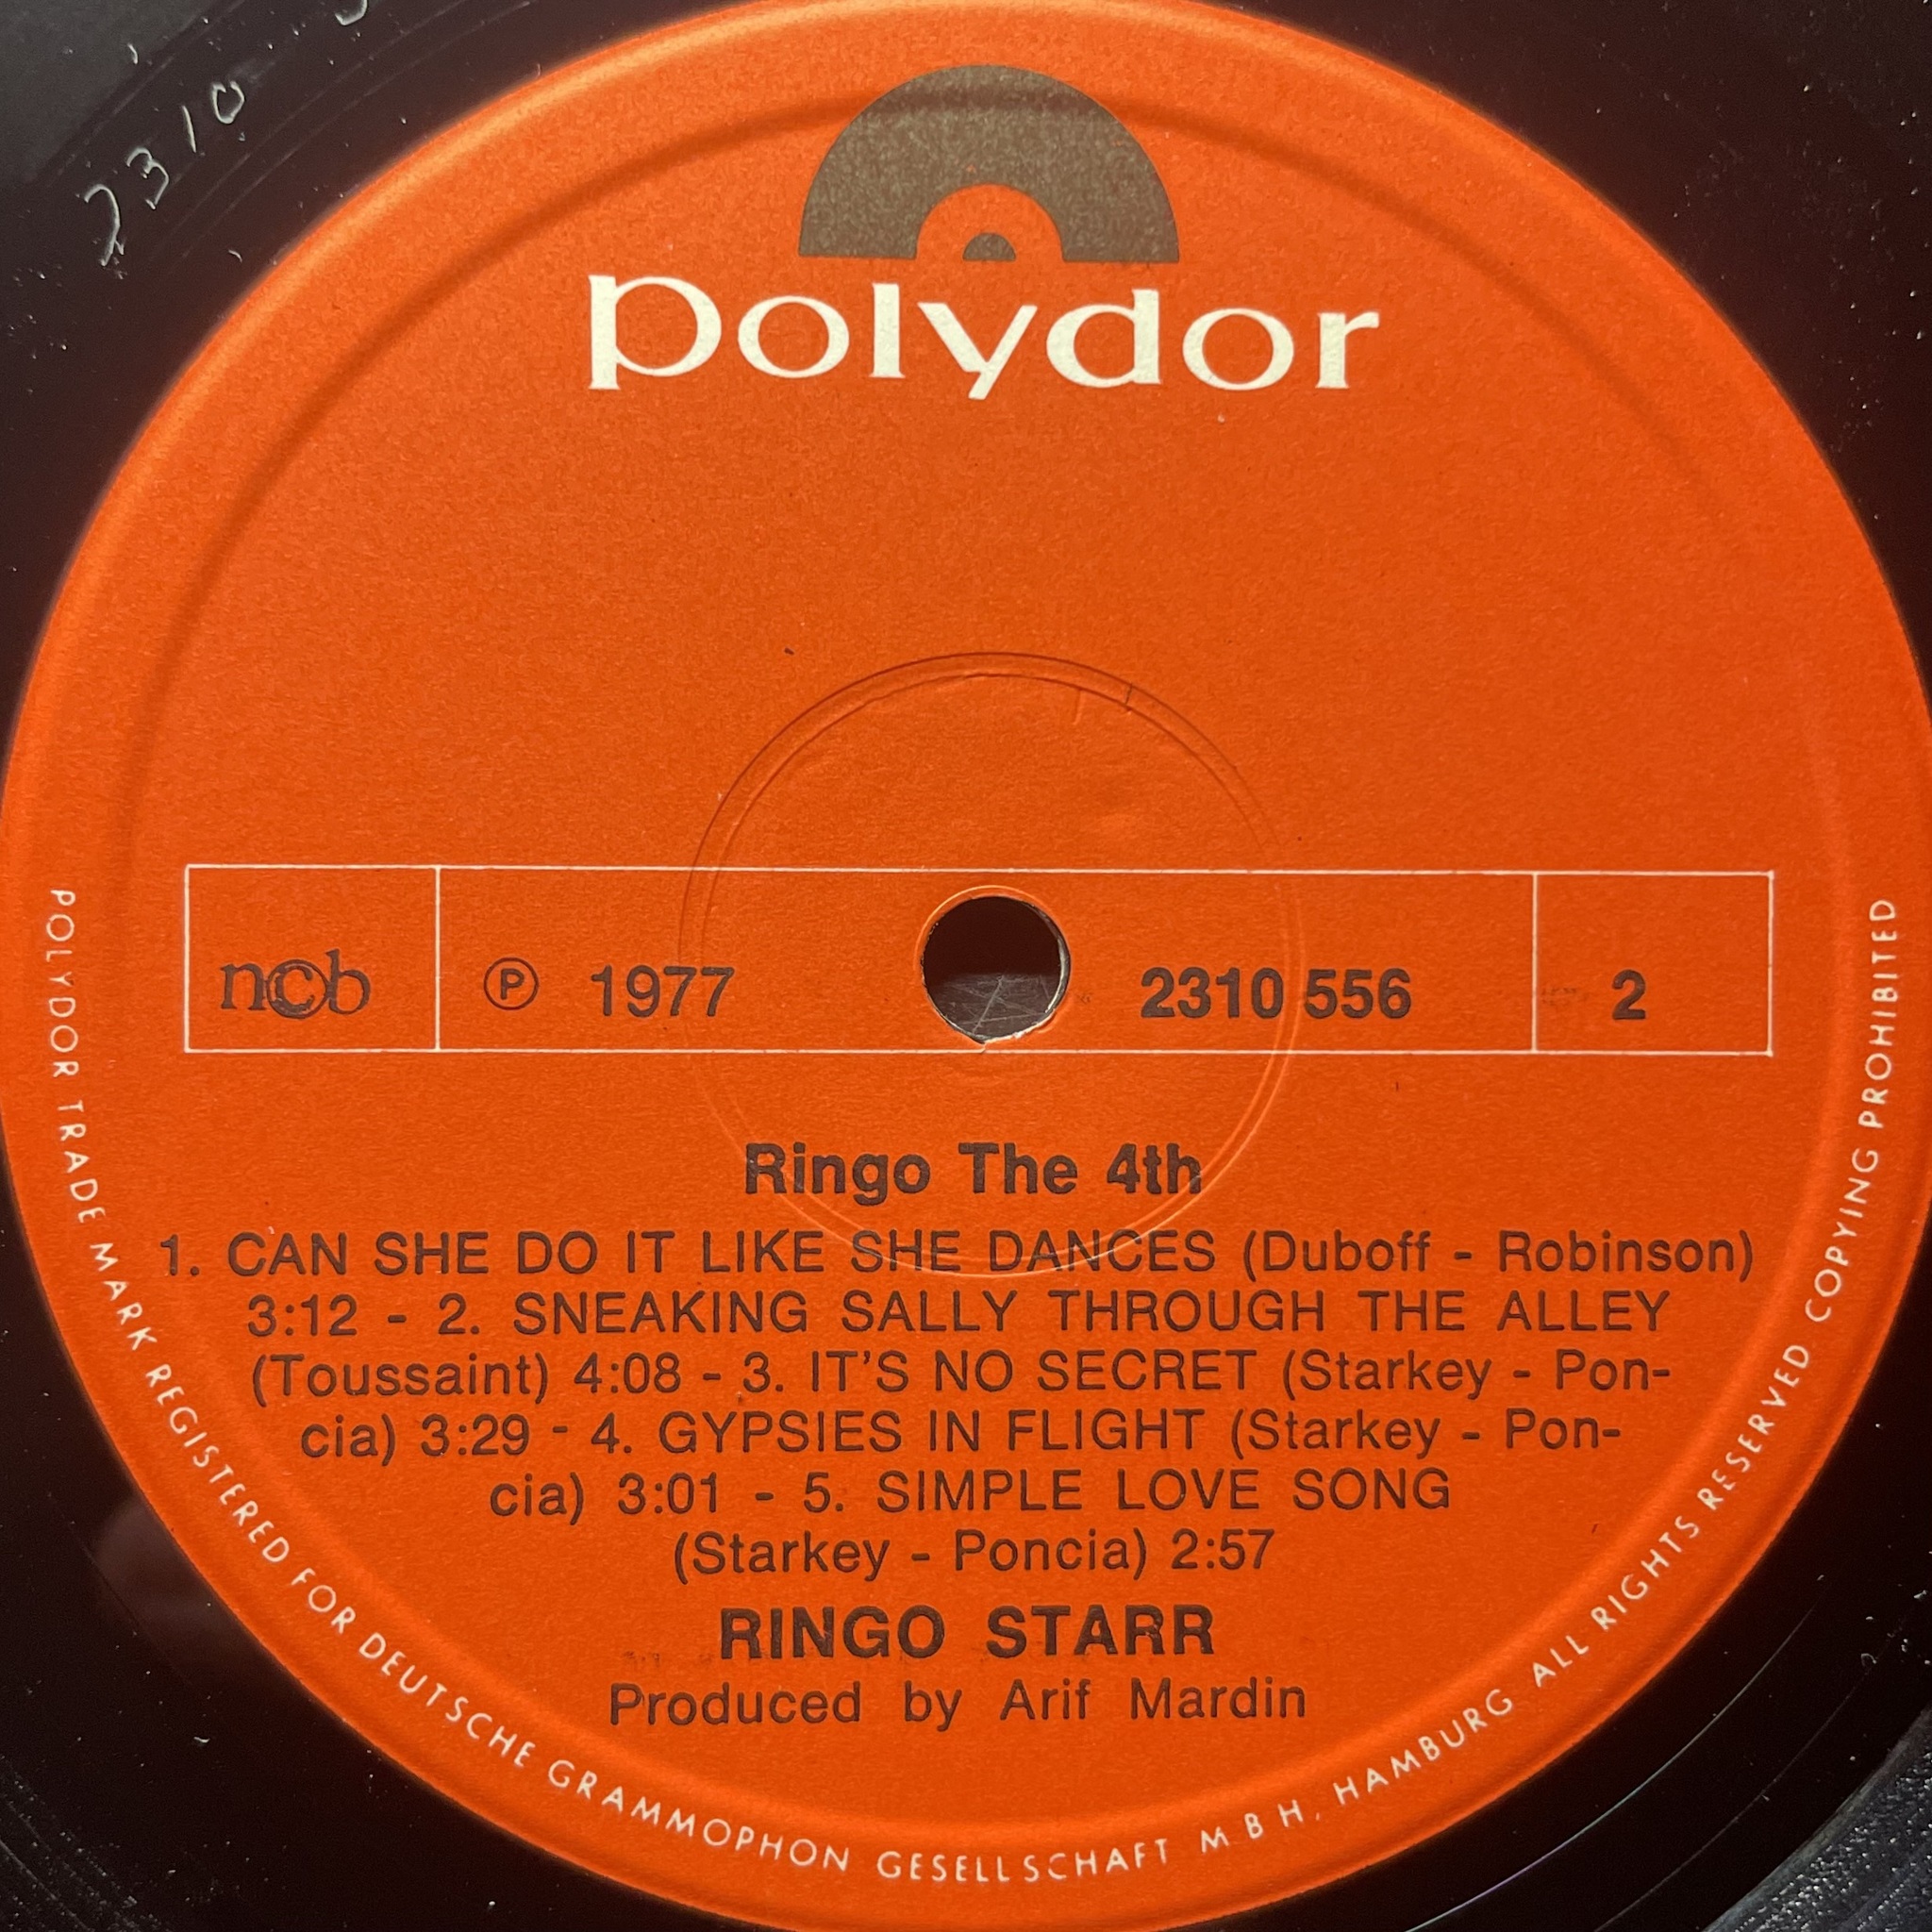 2310
polydor
ncb
Ⓟ 1977
2310 556
2
Ringo The 4th
1. CAN SHE DO IT LIKE SHE DANCES (Duboff - Robinson)
3:12 - 2. SNEAKING SALLY THROUGH THE ALLEY
(Toussaint) 4:08 - 3. IT'S NO SECRET (Starkey - Pon-
cia) 3:29 - 4. GYPSIES IN FLIGHT (Starkey - Pon-
cia) 3:01 - 5. SIMPLE LOVE SONG
(Starkey - Poncia) 2:57
RINGO STARR
Produced by Arif Mardin
POLYDOR TRADE MARK REGISTERED FOR DEUTSCHE GRAMMOPHON GESELLSCHAFT M B H, HAMBURG ALL RIGHTS RESERVED COPYING PROHIBITED